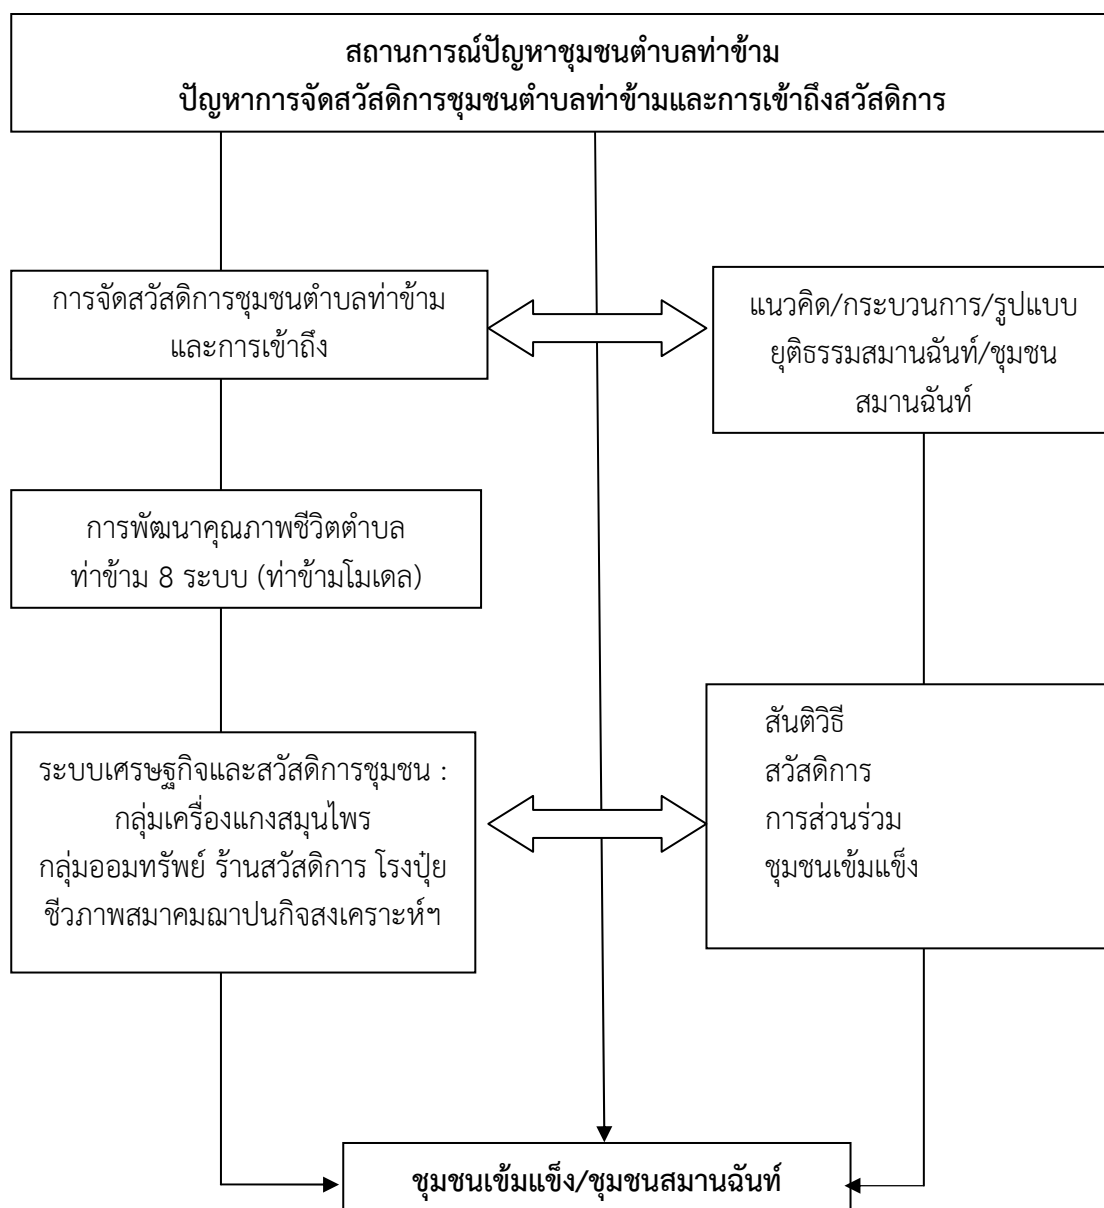 สถานการณ์ปัญหาชุมชนตำบลท่าข้าม
ปัญหาการจัดสวัสดิการชุมชนตำบลท่าข้ามและการเข้าถึงสวัสดิการ
การจัดสวัสดิการชุมชนตำบลท่าข้าม
และการเข้าถึง
แนวคิด/กระบวนการ/รูปแบบ
ยุติธรรมสมานฉันท์/ชุมชน
สมานฉันท์
การพัฒนาคุณภาพชีวิตตำบล
ท่าข้าม 8 ระบบ (ท่าข้ามโมเดล)
ระบบเศรษฐกิจและสวัสดิการชุมชน :
กลุ่มเครื่องแกงสมุนไพร
กลุ่มออมทรัพย์ ร้านสวัสดิการ โรงปุ๋ย
ชีวภาพสมาคมฌาปนกิจสงเคราะห์ฯ
สันติวิธี
สวัสดิการ
การส่วนร่วม
ชุมชนเข้มแข็ง
ชุมชนเข้มแข็ง/ชุมชนสมานฉันท์